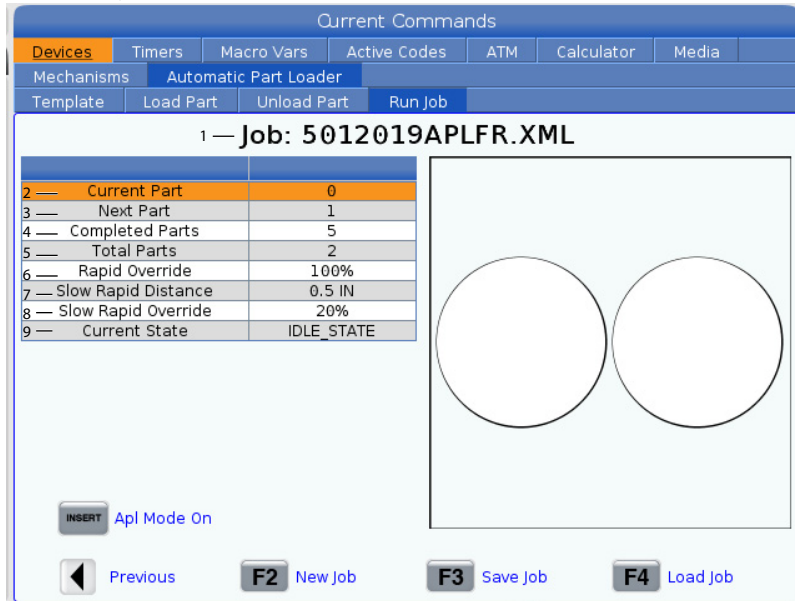 Current Commands
Devices Timers Macro Vars Active Codes ATM Calculator Media
Mechanisms Automatic Part Loader
Template Load Part Unload Part Run Job
1 — Job: 5012019APLFR.XML
2 — Current Part 0
3 — Next Part 1
4 — Completed Parts 5
5 — Total Parts 2
6 — Rapid Override 100%
7 — Slow Rapid Distance 0.5 IN
8 — Slow Rapid Override 20%
9 — Current State IDLE_STATE
INSERT Apl Mode On
Previous F2 New Job F3 Save Job F4 Load Job